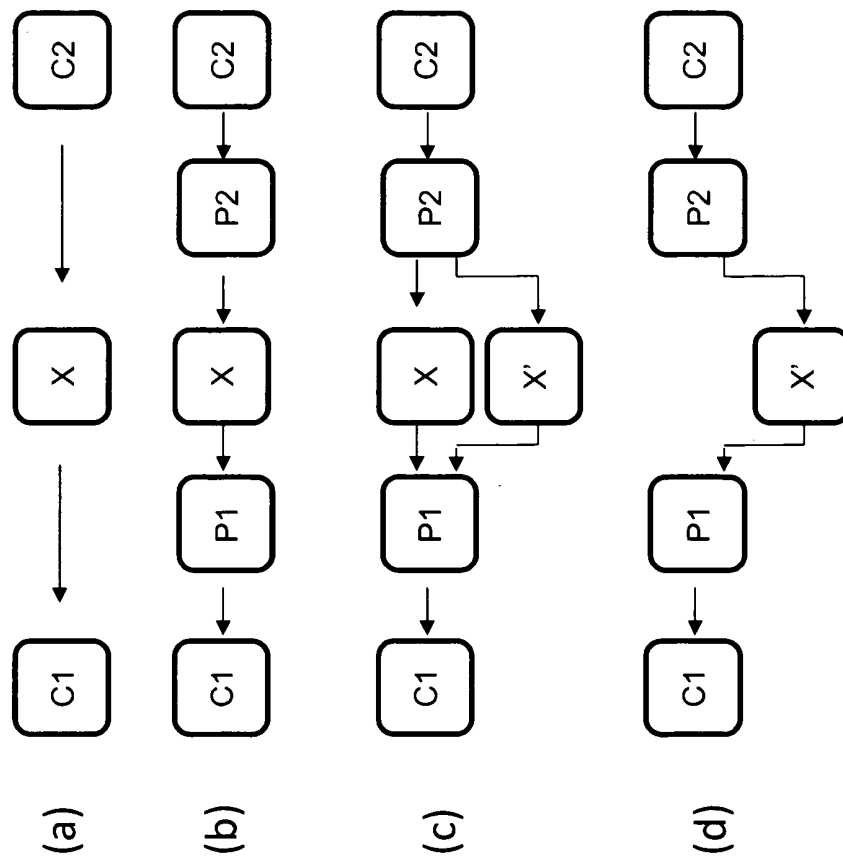 (a) C1 X C2
(b) C1 P1 X P2 C2
(c) C1 P1 X P2 C2
X'
(d) C1 P1 P2 C2
X'